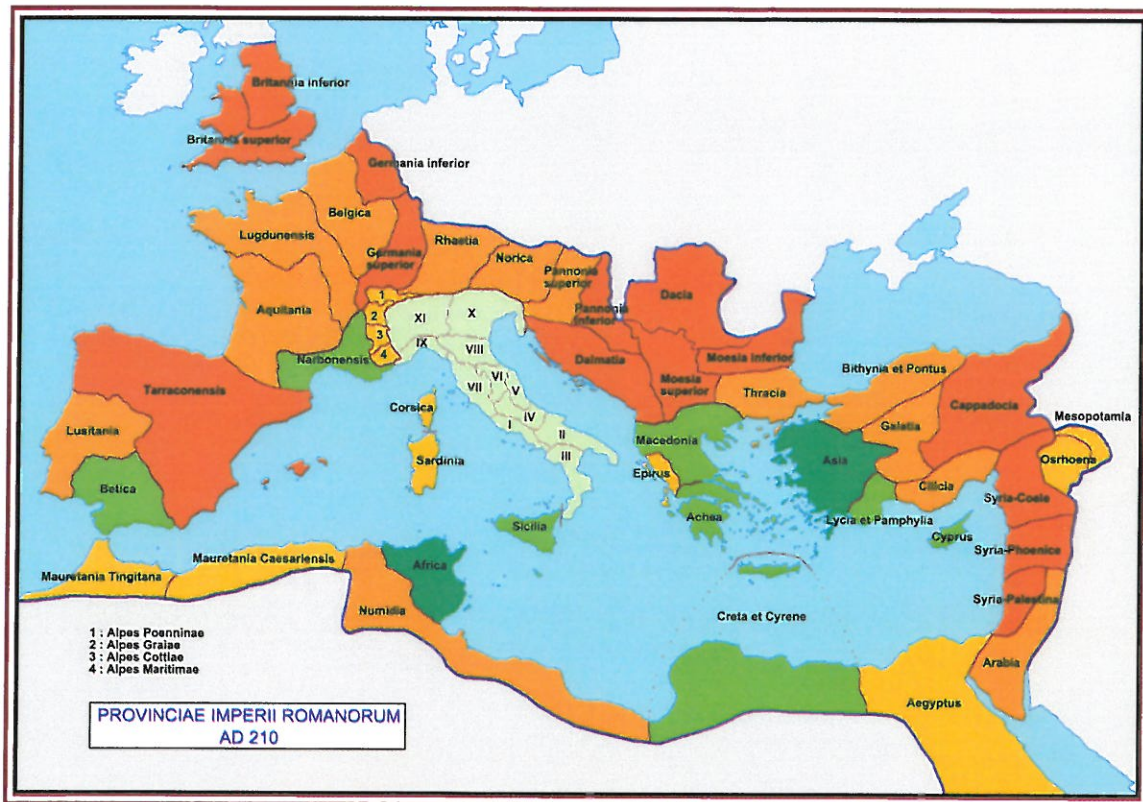 Britannia inferior
Britannia superior
Germania inferior
Belgica
Lugdunensis
Germania
superior
Rhaetia
Norica
Pannonia
superior
Pannonia
inferior
Dacia
Aquitania
1
2
3
4
XI
X
IX
VIII
VI
VII
V
IV
I
II
III
Narbonensis
Dalmatia
Moesia inferior
Moesia
superior
Thracia
Bithynia et Pontus
Cappadocia
Galatia
Mesopotamia
Osrhoena
Tarraconensis
Lusitania
Betica
Corsica
Sardinia
Macedonia
Epirus
Asia
Cilicia
Syria-Coele
Achea
Lycia et Pamphylia
Cyprus
Sicilia
Syria-Phoenice
Mauretania Tingitana
Mauretania Caesariensis
Africa
Numidia
Syria-Palestina
Creta et Cyrene
Arabia
Aegyptus
1 : Alpes Poenninae
2 : Alpes Graiae
3 : Alpes Cottiae
4 : Alpes Maritimae
PROVINCIAE IMPERII ROMANORUM
AD 210